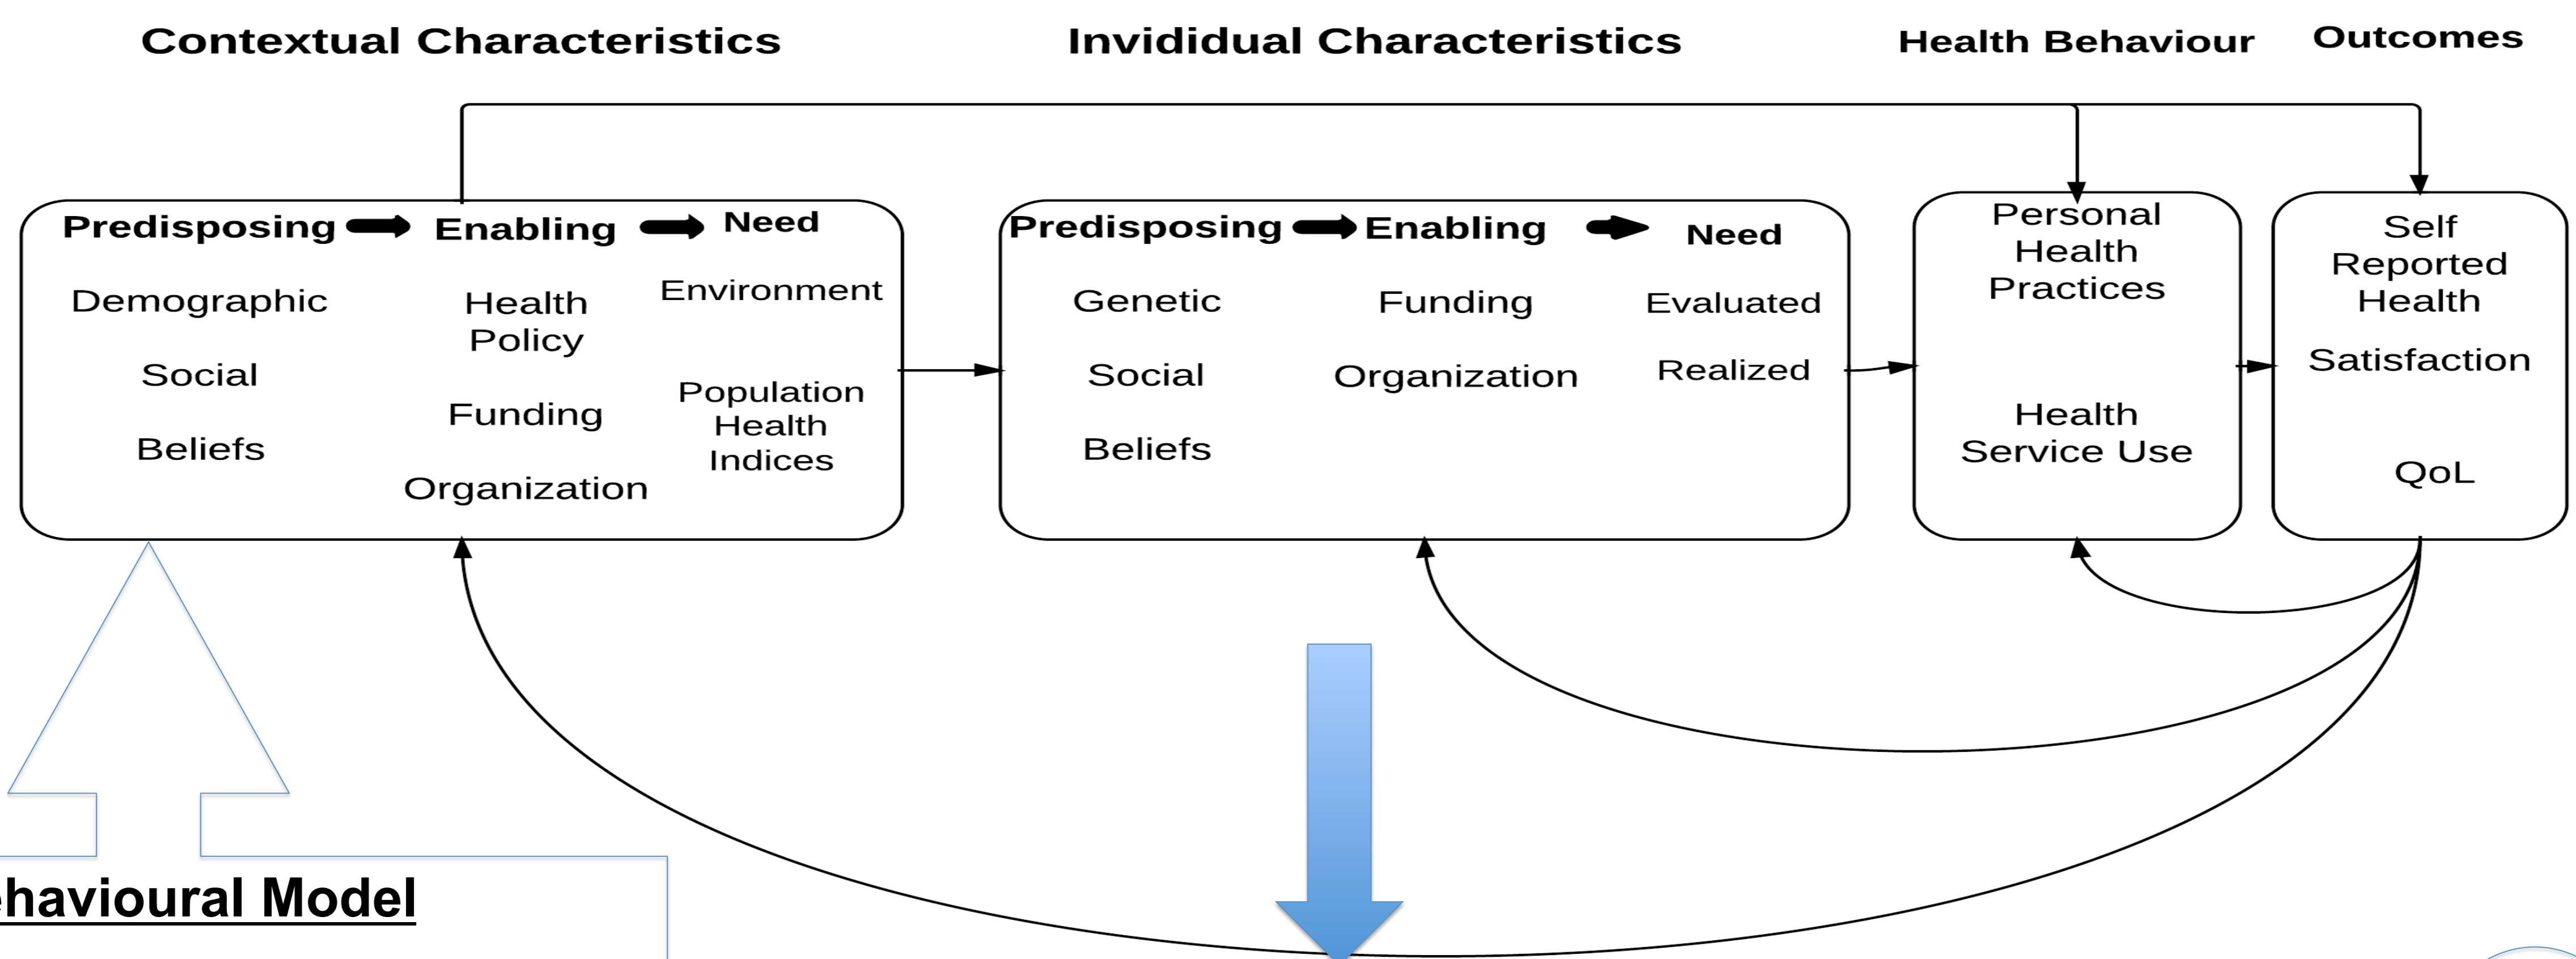 Contextual Characteristics
Invididual Characteristics
Health Behaviour
Outcomes
Predisposing
Demographic
Social
Beliefs
Enabling
Health
Policy
Funding
Organization
Need
Environment
Population
Health
Indices
Predisposing
Genetic
Social
Beliefs
Enabling
Funding
Organization
Need
Evaluated
Realized
Personal
Health
Practices
Health
Service Use
Self
Reported
Health
Satisfaction
QoL
havioural Model